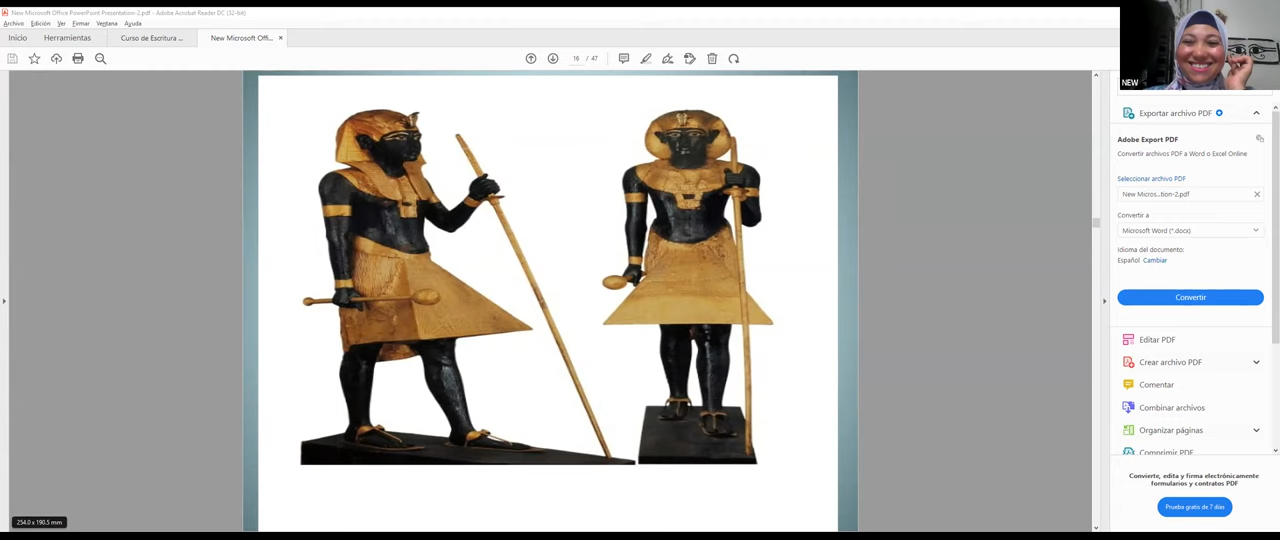 New Microsoft Office PowerPoint Presentation-2.pdf - Adobe Acrobat Reader DC (32-bit)
Archivo Edición Ver Firmar Ventana Ayuda
Inicio Herramientas Curso de Escritura ... New Microsoft Offi... ×
16 / 47
NEW
Exportar archivo PDF
Adobe Export PDF
Convertir archivos PDF a Word o Excel Online
Seleccionar archivo PDF
New Micros...tion-2.pdf
Convertir a
Microsoft Word (*.docx)
Idioma del documento:
Español Cambiar
Convertir
Editar PDF
Crear archivo PDF
Comentar
Combinar archivos
Organizar páginas
Comprimir PDF
Convierte, edita y firma electrónicamente
formularios y contratos PDF
Prueba gratis de 7 días
254.0 x 190.5 mm